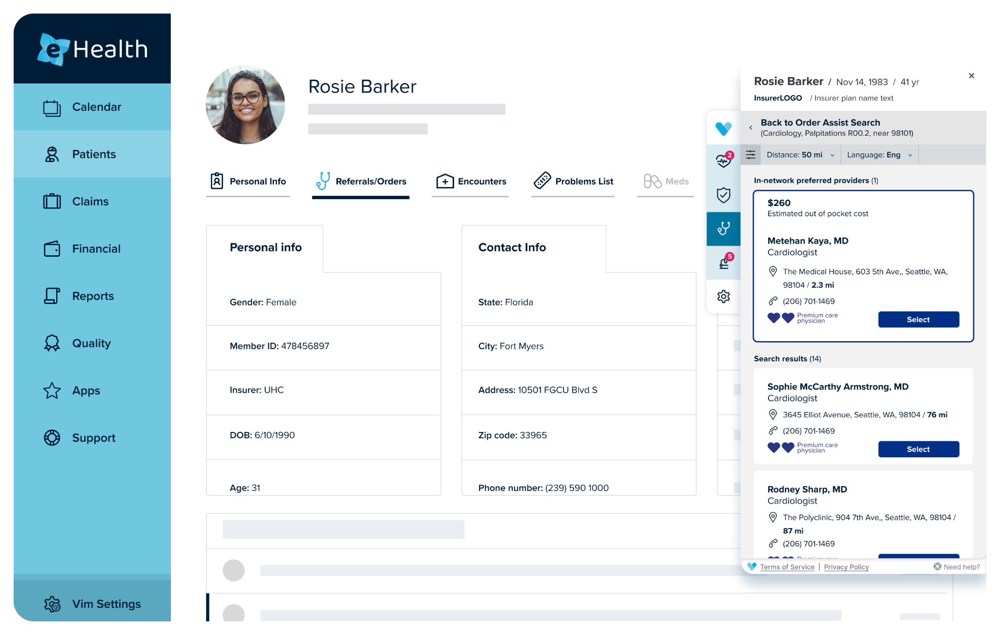 eHealth
Calendar
Patients
Claims
Financial
Reports
Quality
Apps
Support
Vim Settings
Rosie Barker
Personal Info
Referrals/Orders
Encounters
Problems List
Meds
Personal info
Gender: Female
Member ID: 478456897
Insurer: UHC
DOB: 6/10/1990
Age: 31
Contact Info
State: Florida
City: Fort Myers
Address: 10501 FGCU Blvd S
Zip code: 33965
Phone number: (239) 590 1000
2
5
Rosie Barker / Nov 14, 1983 / 41 yr
InsurerLOGO / Insurer plan name text
Back to Order Assist Search
(Cardiology, Palpitations R00.2, near 98101)
Distance: 50 mi
Language: Eng
In-network preferred providers (1)
$260
Estimated out of pocket cost
Metehan Kaya, MD
Cardiologist
The Medical House, 603 5th Ave,, Seattle, WA,
98104 / 2.3 mi
(206) 701-1469
Premium care
physician
Select
Search results (14)
Sophie McCarthy Armstrong, MD
Cardiologist
3645 Elliot Avenue, Seattle, WA, 98104 / 76 mi
(206) 701-1469
Premium care
physician
Select
Rodney Sharp, MD
Cardiologist
The Polyclinic, 904 7th Ave,, Seattle, WA, 98104 /
87 mi
(206) 701-1469
Terms of Service | Privacy Policy
Need help?